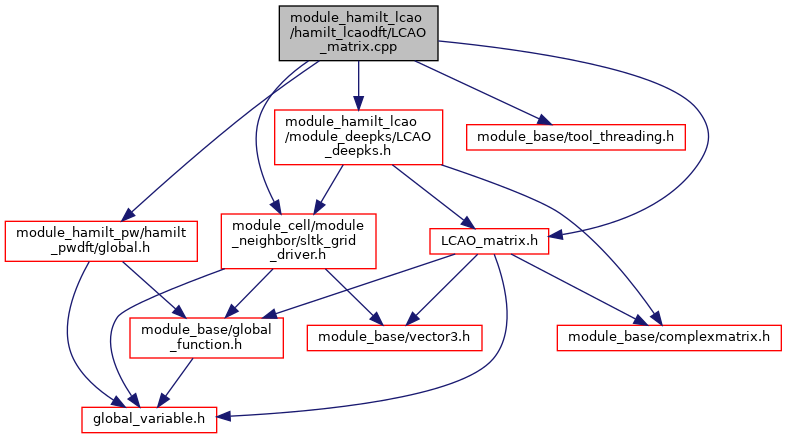 module_hamilt_lcao
/hamilt_lcaodft/LCAO
_matrix.cpp
module_hamilt_lcao
/module_deepks/LCAO
_deepks.h
module_base/tool_threading.h
module_hamilt_pw/hamilt
_pwdft/global.h
module_cell/module
_neighbor/sltk_grid
_driver.h
LCAO_matrix.h
module_base/global
_function.h
module_base/vector3.h
module_base/complexmatrix.h
global_variable.h